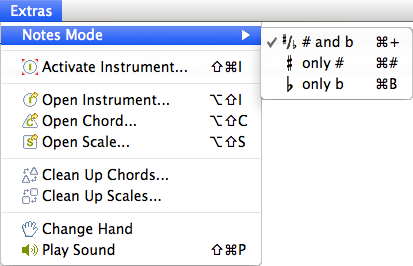 Extras
Notes Mode ▶
Activate Instrument... ⇧⌘I
Open Instrument... ⌥⇧I
Open Chord... ⌥⇧C
Open Scale... ⌥⇧S
Clean Up Chords...
Clean Up Scales...
Change Hand
Play Sound ⇧⌘P
✓ ♯/♭ # and b ⌘+
♯ only # ⌘#
♭ only b ⌘B